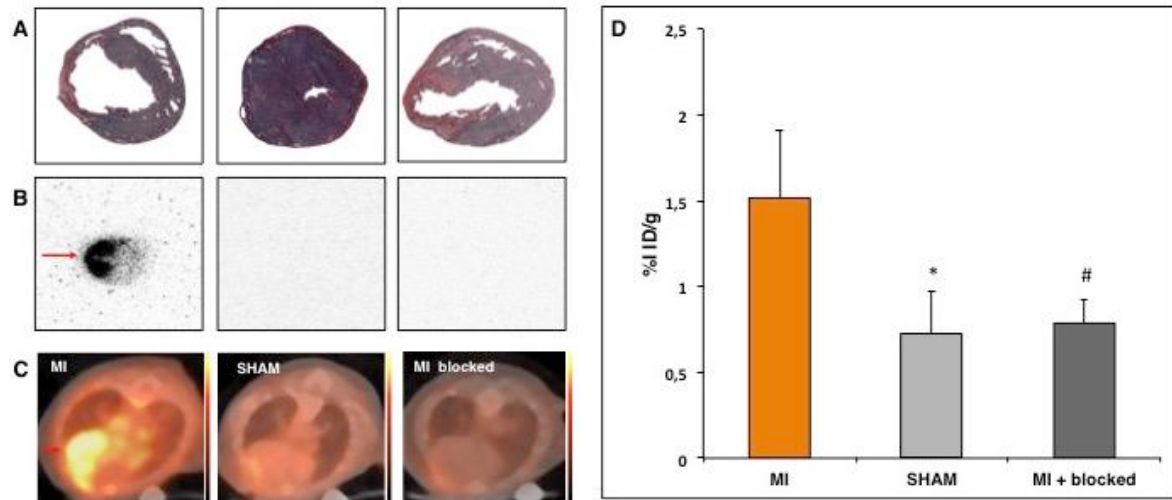 A
B
C
MI
SHAM
MI blocked
D
2,5
2
1,5
1
0,5
0
%I ID/g
*
#
MI
SHAM
MI + blocked